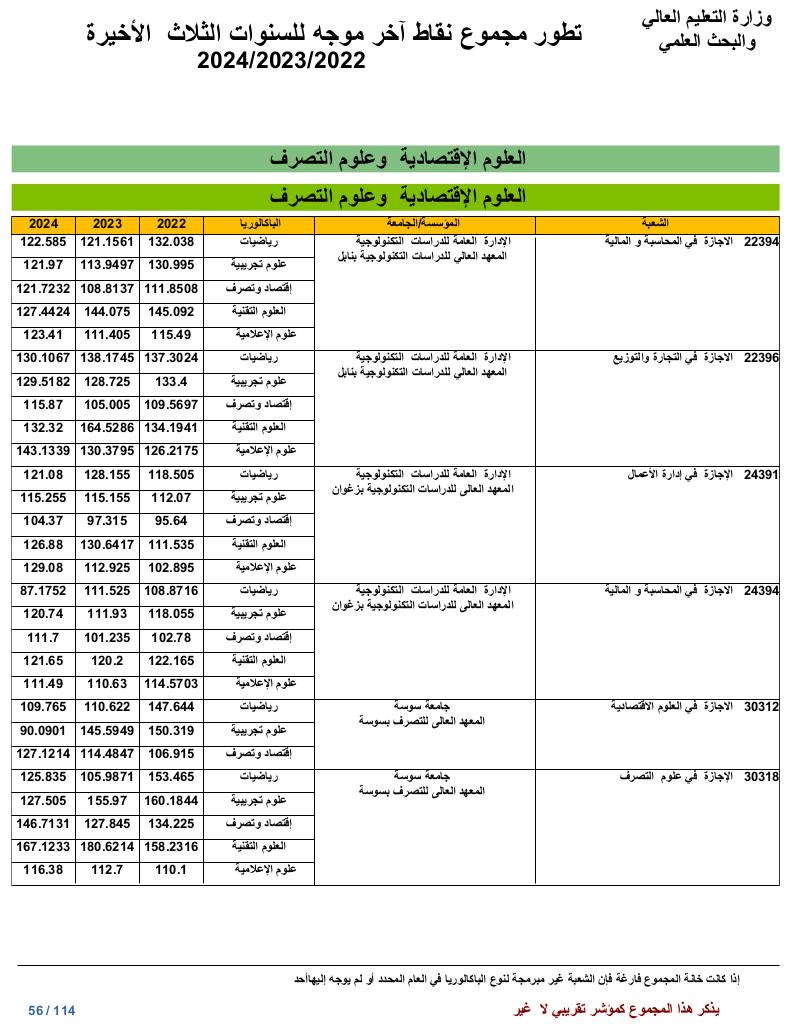 وزارة التعليم العالي
والبحث العلمي
تطور مجموع نقاط آخر موجه للسنوات الثلاث الأخيرة
2024/2023/2022
العلوم الإقتصادية وعلوم التصرف
العلوم الإقتصادية وعلوم التصرف
الشعبة المؤسسة/الجامعة الباكالوريا 2022 2023 2024
22394 الاجازة في المحاسبة و المالية الإدارة العامة للدراسات التكنولوجية رياضيات 132.038 121.1561 122.585
المعهد العالي للدراسات التكنولوجية بنابل
علوم تجريبية 130.995 113.9497 121.97
إقتصاد وتصرف 111.8508 108.8137 121.7232
العلوم التقنية 145.092 144.075 127.4424
علوم الإعلامية 115.49 111.405 123.41
22396 الاجازة في التجارة والتوزيع الإدارة العامة للدراسات التكنولوجية رياضيات 137.3024 138.1745 130.1067
المعهد العالي للدراسات التكنولوجية بنابل
علوم تجريبية 133.4 128.725 129.5182
إقتصاد وتصرف 109.5697 105.005 115.87
العلوم التقنية 134.1941 164.5286 132.32
علوم الإعلامية 126.2175 130.3795 143.1339
24391 الإجازة في إدارة الأعمال الإدارة العامة للدراسات التكنولوجية رياضيات 118.505 128.155 121.08
المعهد العالى للدراسات التكنولوجية بزغوان
علوم تجريبية 112.07 115.155 115.255
إقتصاد وتصرف 95.64 97.315 104.37
العلوم التقنية 111.535 130.6417 126.88
علوم الإعلامية 102.895 112.925 129.08
24394 الاجازة في المحاسبة و المالية الإدارة العامة للدراسات التكنولوجية رياضيات 108.8716 111.525 87.1752
المعهد العالى للدراسات التكنولوجية بزغوان
علوم تجريبية 118.055 111.93 120.74
إقتصاد وتصرف 102.78 101.235 111.7
العلوم التقنية 122.165 120.2 121.65
علوم الإعلامية 114.5703 110.63 111.49
30312 الاجازة في العلوم الاقتصادية جامعة سوسة رياضيات 147.644 110.622 109.765
المعهد العالى للتصرف بسوسة
علوم تجريبية 150.319 145.5949 90.0901
إقتصاد وتصرف 106.915 114.4847 127.1214
30318 الإجازة في علوم التصرف جامعة سوسة رياضيات 153.465 105.9871 125.835
المعهد العالى للتصرف بسوسة
علوم تجريبية 160.1844 155.97 127.505
إقتصاد وتصرف 134.225 127.845 146.7131
العلوم التقنية 158.2316 180.6214 167.1233
علوم الإعلامية 110.1 112.7 116.38
إذا كانت خانة المجموع فارغة فإن الشعبة غير مبرمجة لنوع الباكالوريا في العام المحدد أو لم يوجه إليهاأحد
يذكر هذا المجموع كمؤشر تقريبي لا غير
56 / 114